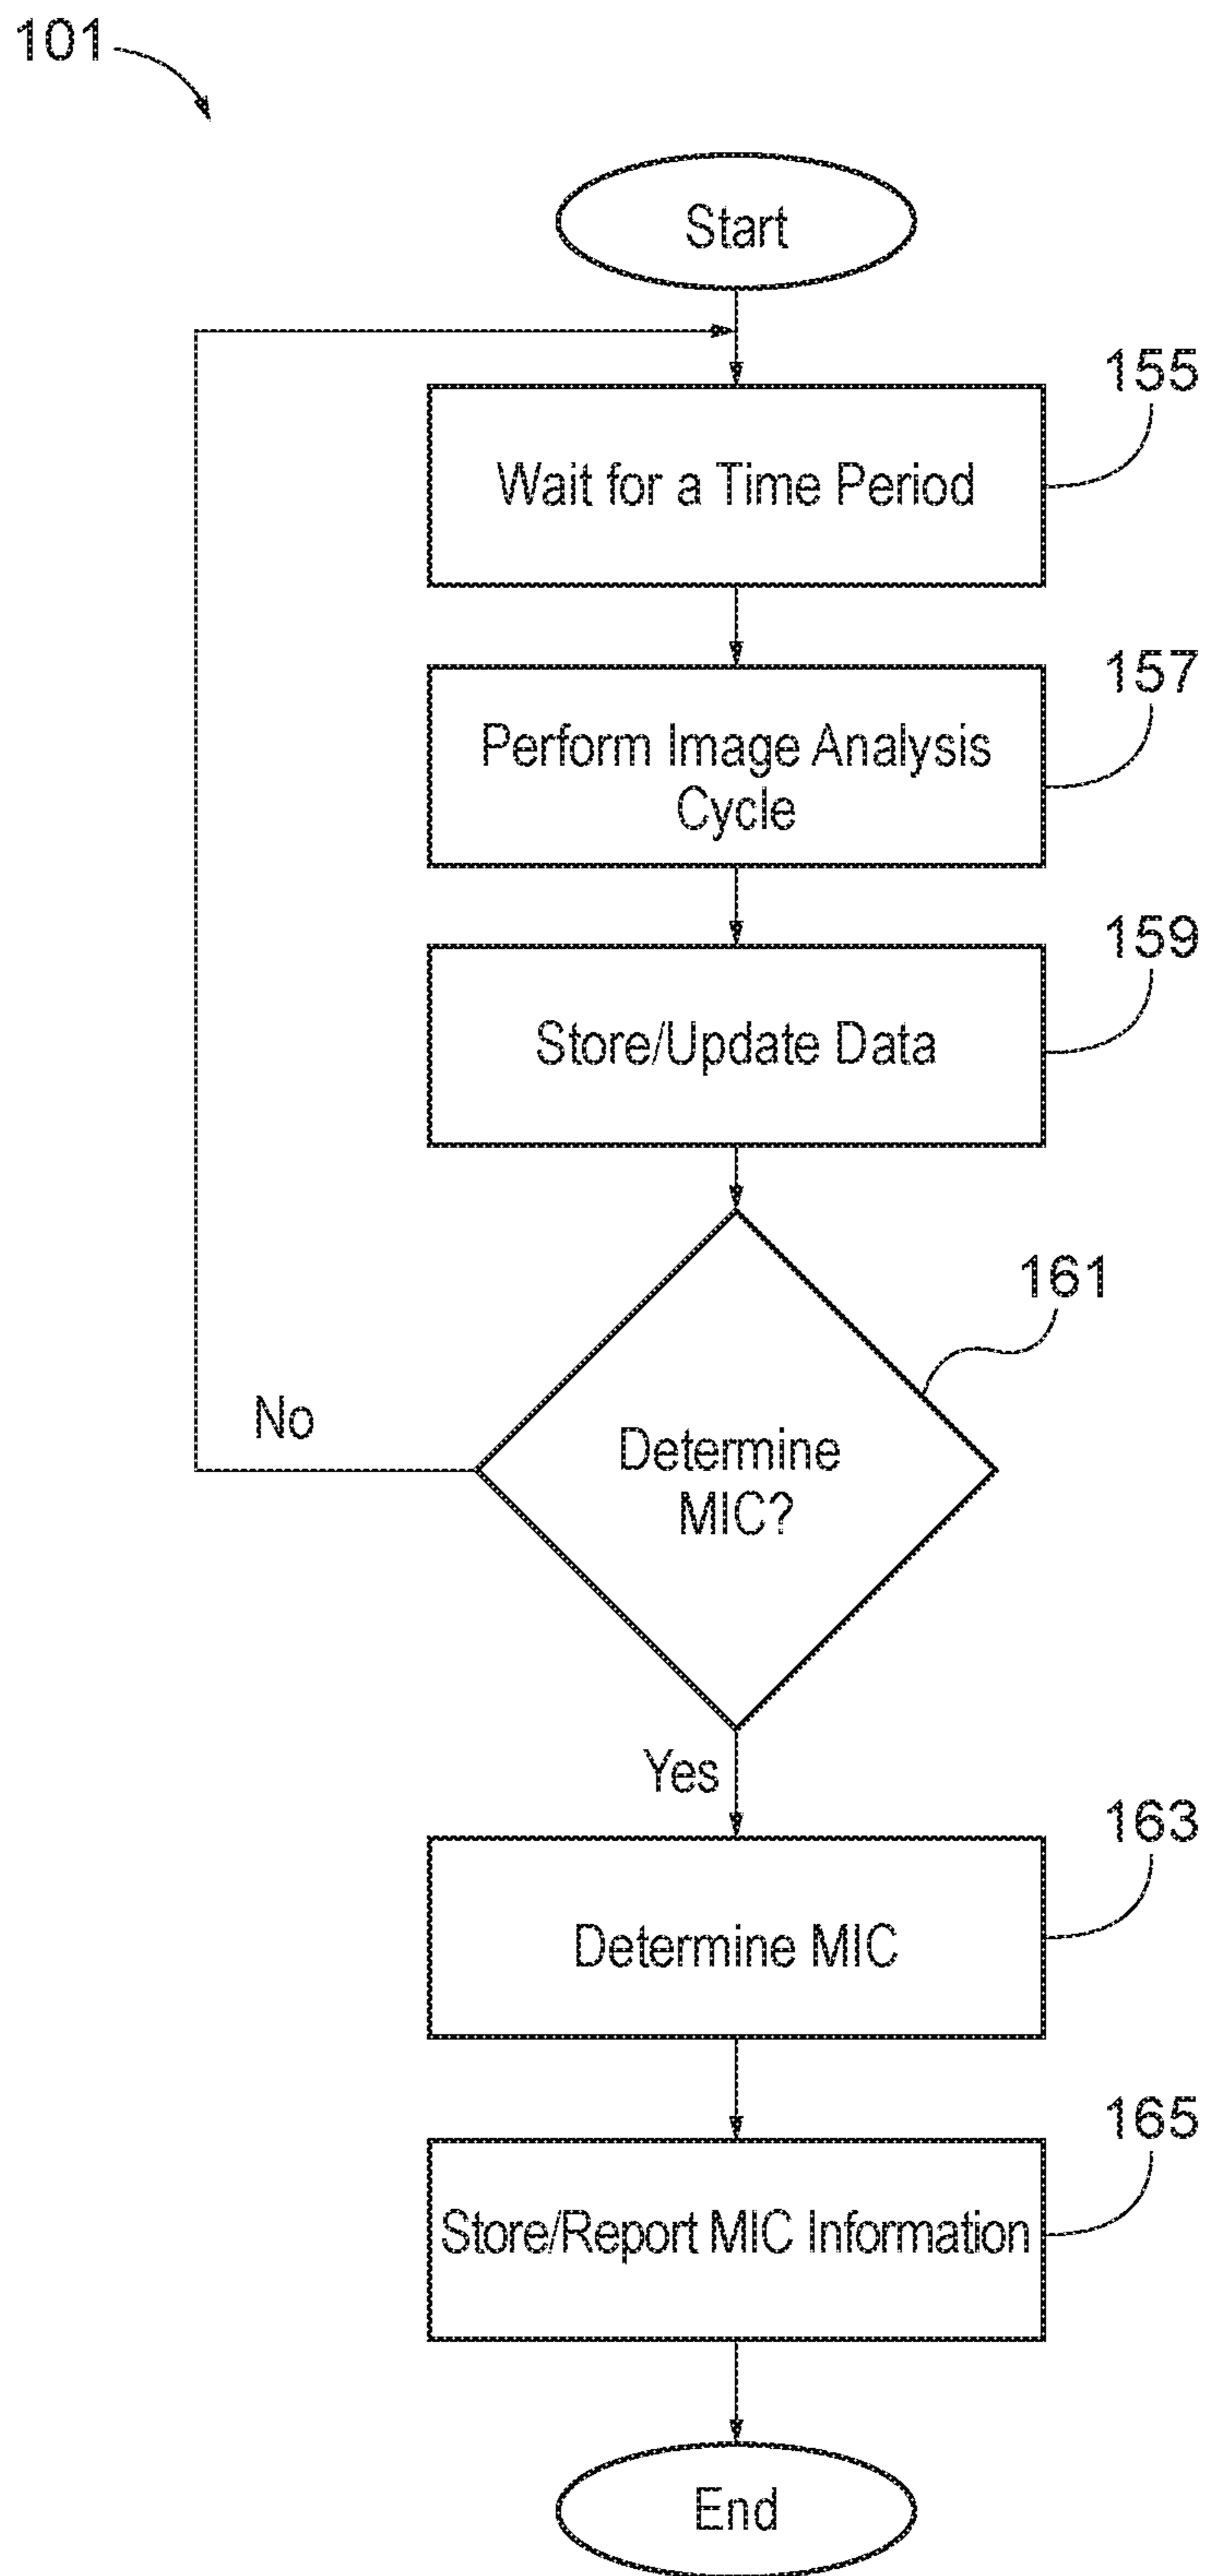 101
Start
155
Wait for a Time Period
157
Perform Image Analysis
Cycle
159
Store/Update Data
161
Determine
MIC?
No
Yes
163
Determine MIC
165
Store/Report MIC Information
End